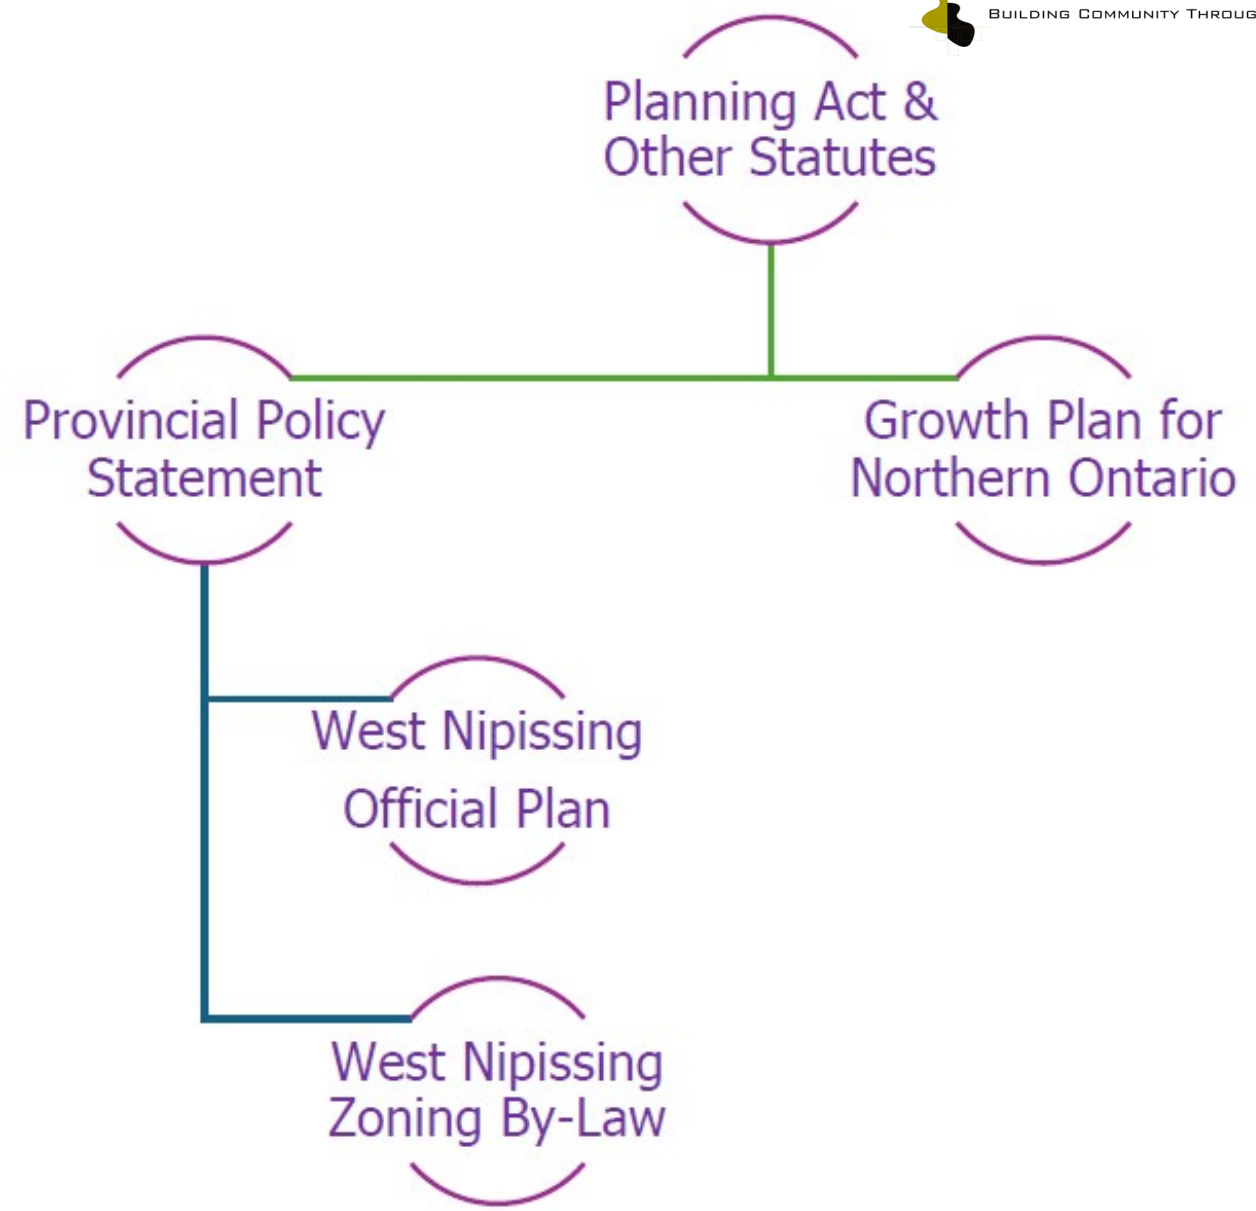 BUILDING COMMUNITY
Planning Act &
Other Statutes
Provincial Policy
Statement
Growth Plan for
Northern Ontario
West Nipissing
Official Plan
West Nipissing
Zoning By-Law